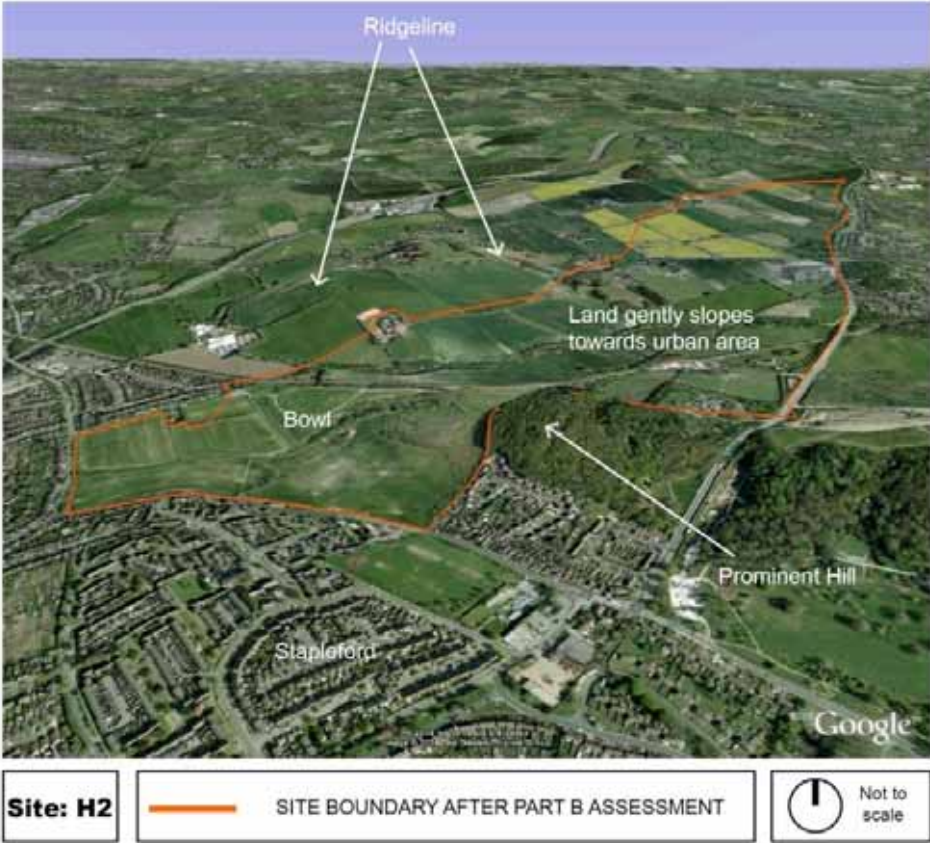 Ridgeline
Land gently slopes
towards urban area
Bowl
Prominent Hill
Stapleford
Google
Site: H2
SITE BOUNDARY AFTER PART B ASSESSMENT
Not to
scale